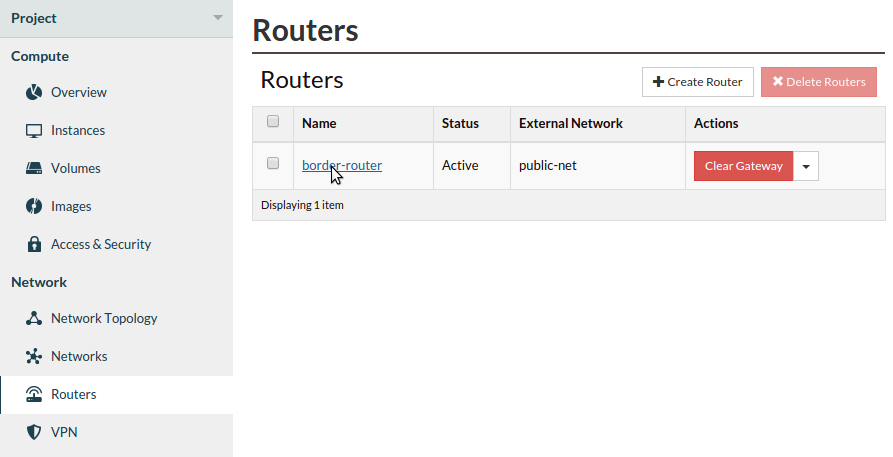 Project
Compute
Overview
Instances
Volumes
Images
Access & Security
Network
Network Topology
Networks
Routers
VPN
Routers
Routers
Create Router
Delete Routers
Name Status External Network Actions
border-router Active public-net Clear Gateway
Displaying 1 item